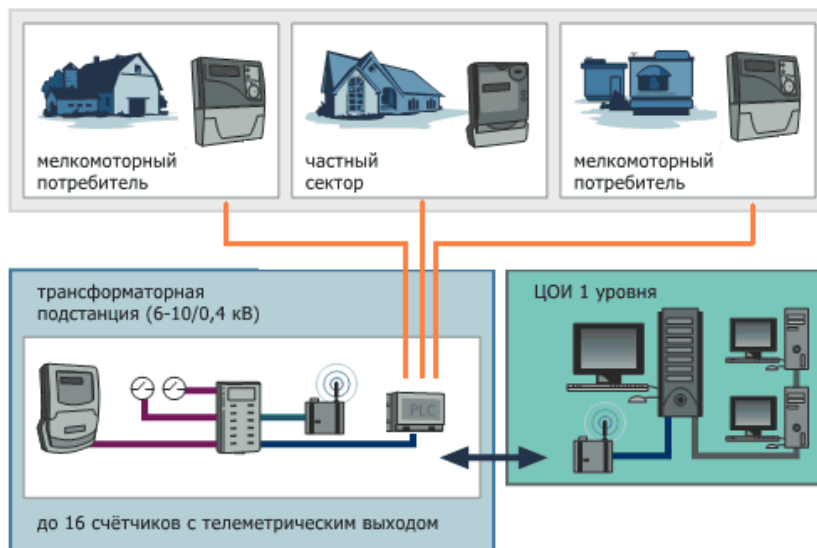 мелкомоторный
потребитель
частный
сектор
мелкомоторный
потребитель
трансформаторная
подстанция (6-10/0,4 кВ)
PLC
до 16 счётчиков с телеметрическим выходом
ЦОИ 1 уровня